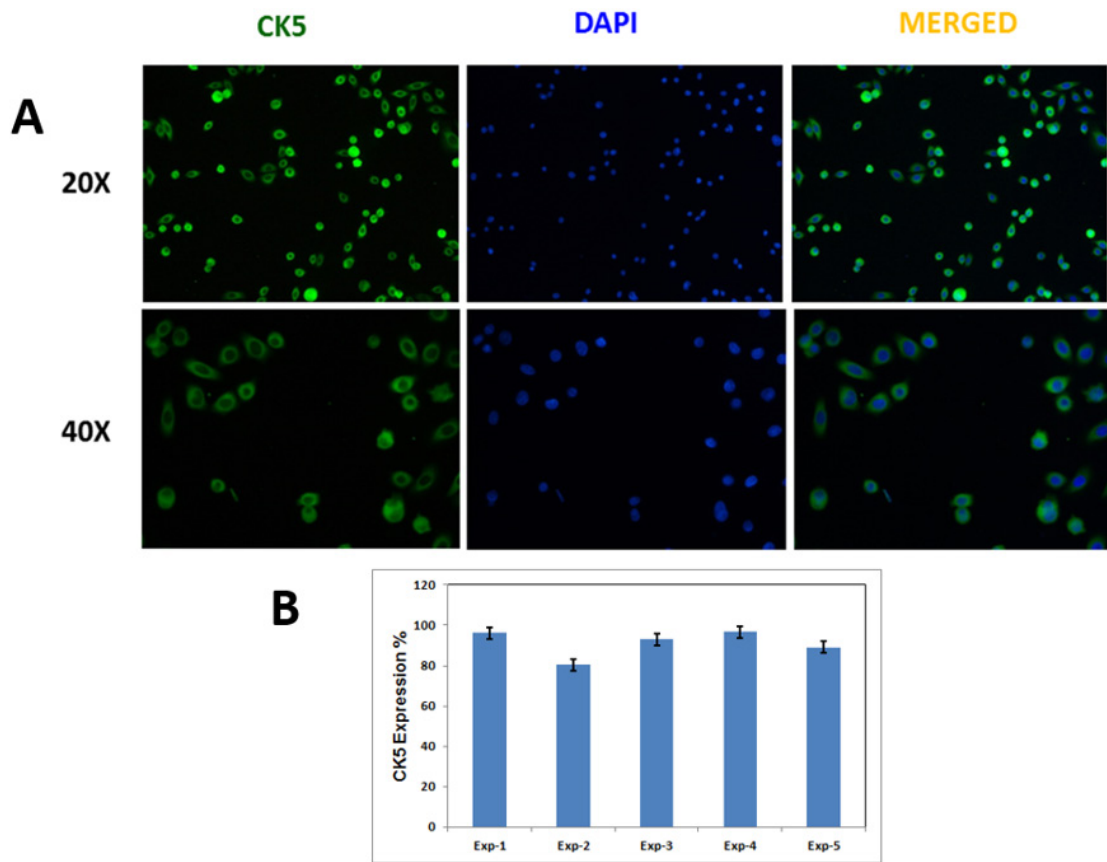 CK5 DAPI MERGED
A
20X
40X
B
120
100
80
60
40
20
0
CK5 Expression %
Exp-1 Exp-2 Exp-3 Exp-4 Exp-5